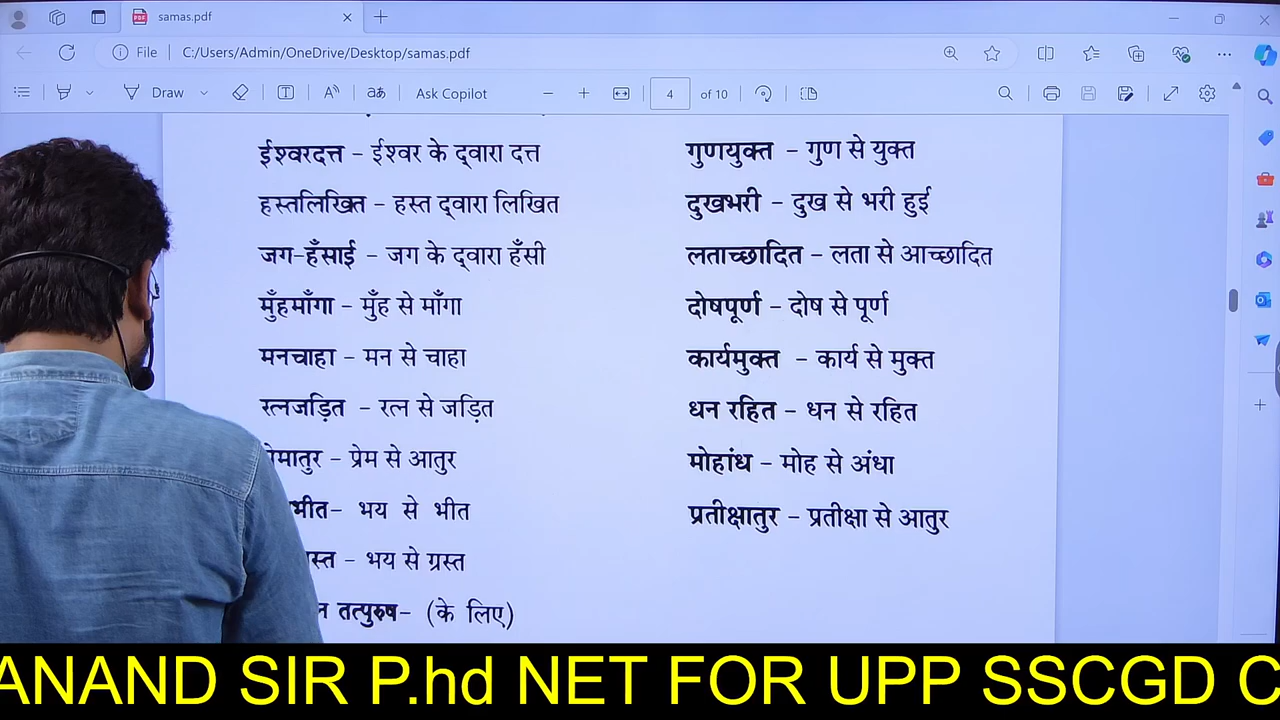 samas.pdf
File C:/Users/Admin/OneDrive/Desktop/samas.pdf
Draw Ask Copilot 4 of 10
ईश्वरदत्त – ईश्वर के द्वारा दत्त
हस्तलिखित – हस्त द्वारा लिखित
जग-हँसाई – जग के द्वारा हँसी
मुँहमाँगा – मुँह से माँगा
मनचाहा – मन से चाहा
रत्नजड़ित – रत्न से जड़ित
– प्रेम से आतुर
– भय से भीत
– भय से ग्रस्त
तत्पुरुष– (के लिए)
गुणयुक्त – गुण से युक्त
दुखभरी – दुख से भरी हुई
लताच्छादित – लता से आच्छादित
दोषपूर्ण – दोष से पूर्ण
कार्यमुक्त – कार्य से मुक्त
धन रहित – धन से रहित
मोहांध – मोह से अंधा
प्रतीक्षातुर – प्रतीक्षा से आतुर
ANAND SIR P.hd NET FOR UPP SSCGD